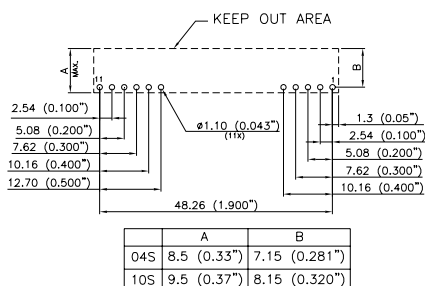 KEEP OUT AREA
A
MAX.
B
11
1
2.54 (0.100")
5.08 (0.200")
7.62 (0.300")
10.16 (0.400")
12.70 (0.500")
ø1.10 (0.043")
(11X)
1.3 (0.05")
2.54 (0.100")
5.08 (0.200")
7.62 (0.300")
10.16 (0.400")
48.26 (1.900")
A B
04S 8.5 (0.33") 7.15 (0.281")
10S 9.5 (0.37") 8.15 (0.320")